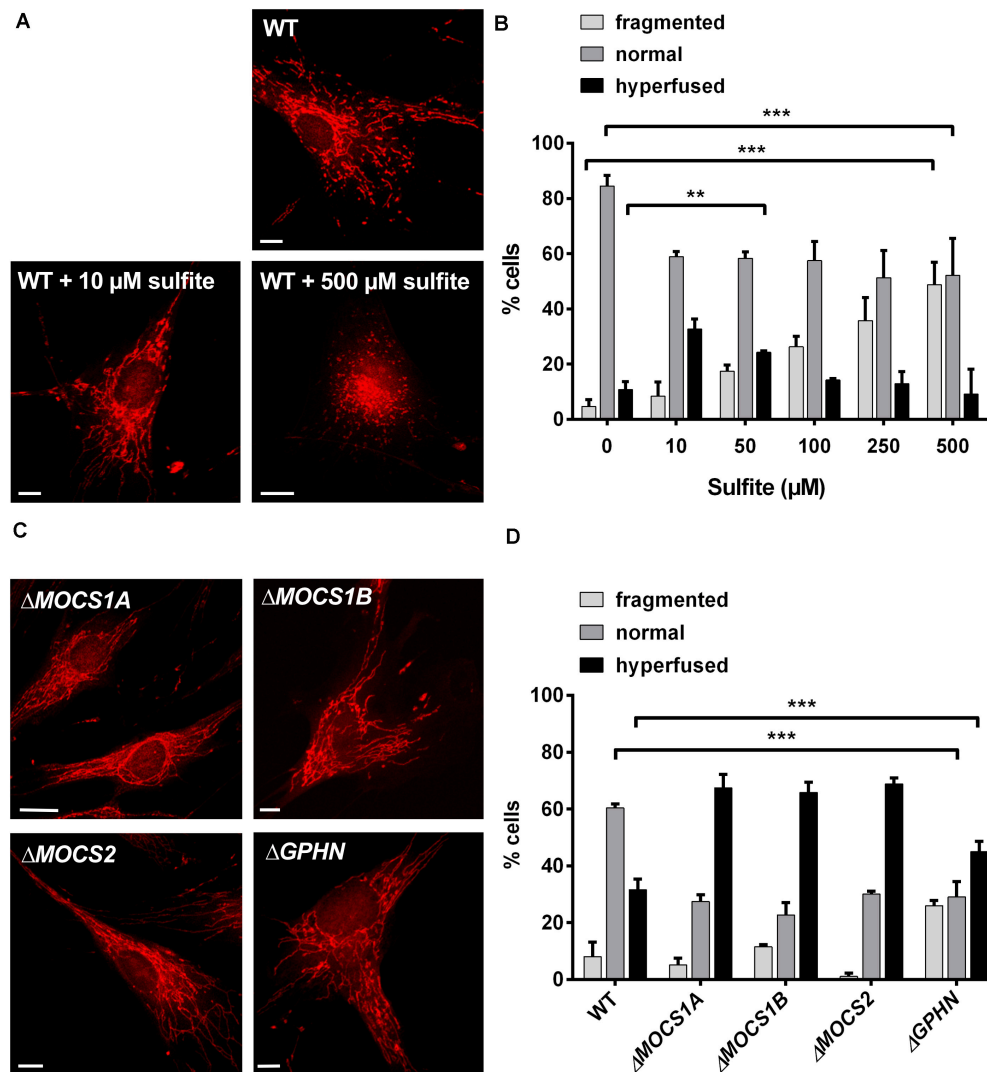 A
WT
WT + 10 µM sulfite
WT + 500 µM sulfite
B
fragmented
normal
hyperfused
***
***
**
% cells
100
80
60
40
20
0
0 10 50 100 250 500
Sulfite (µM)
C
ΔMOCS1A
ΔMOCS1B
ΔMOCS2
ΔGPHN
D
fragmented
normal
hyperfused
***
***
% cells
100
80
60
40
20
0
WT ΔMOCS1A ΔMOCS1B ΔMOCS2 ΔGPHN